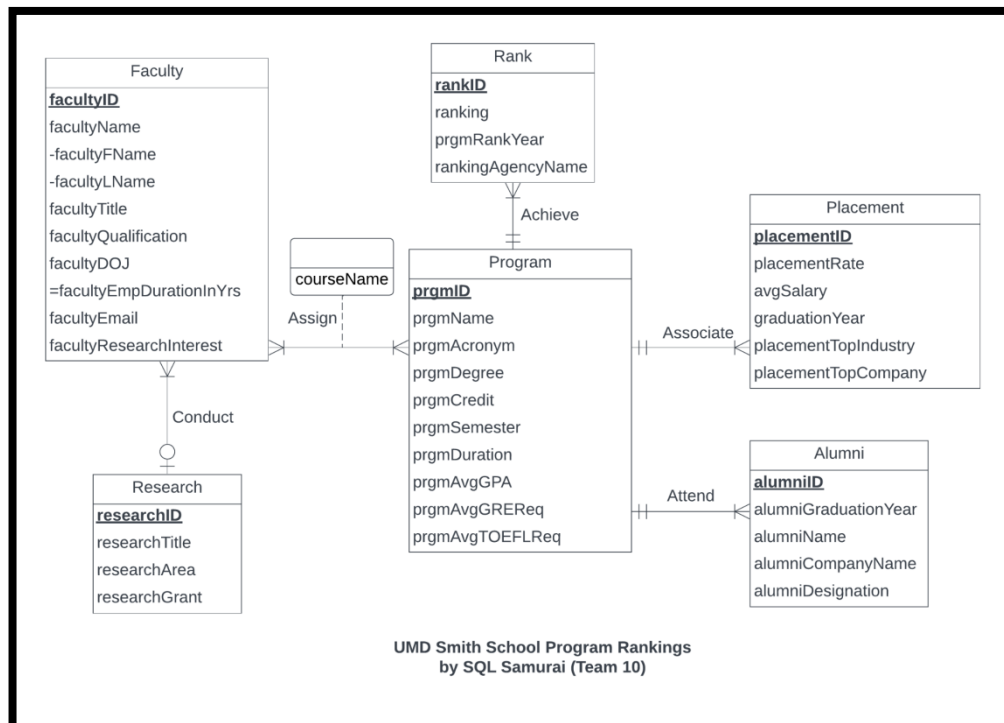 Faculty
facultyID
facultyName
-facultyFName
-facultyLName
facultyTitle
facultyQualification
facultyDOJ
=facultyEmpDurationInYrs
facultyEmail
facultyResearchInterest
Rank
rankID
ranking
prgmRankYear
rankingAgencyName
Achieve
courseName
Assign
Program
prgmID
prgmName
prgmAcronym
prgmDegree
prgmCredit
prgmSemester
prgmDuration
prgmAvgGPA
prgmAvgGREReq
prgmAvgTOEFLReq
Associate
Placement
placementID
placementRate
avgSalary
graduationYear
placementTopIndustry
placementTopCompany
Conduct
Research
researchID
researchTitle
researchArea
researchGrant
Attend
Alumni
alumniID
alumniGraduationYear
alumniName
alumniCompanyName
alumniDesignation
UMD Smith School Program Rankings
by SQL Samurai (Team 10)